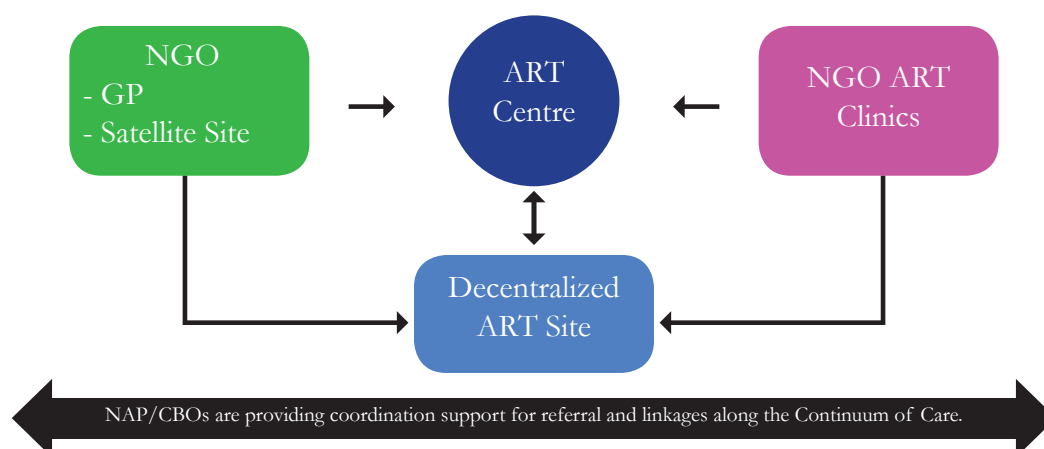 NGO
- GP
- Satellite Site
ART
Centre
NGO ART
Clinics
Decentralized
ART Site
NAP/CBOs are providing coordination support for referral and linkages along the Continuum of Care.